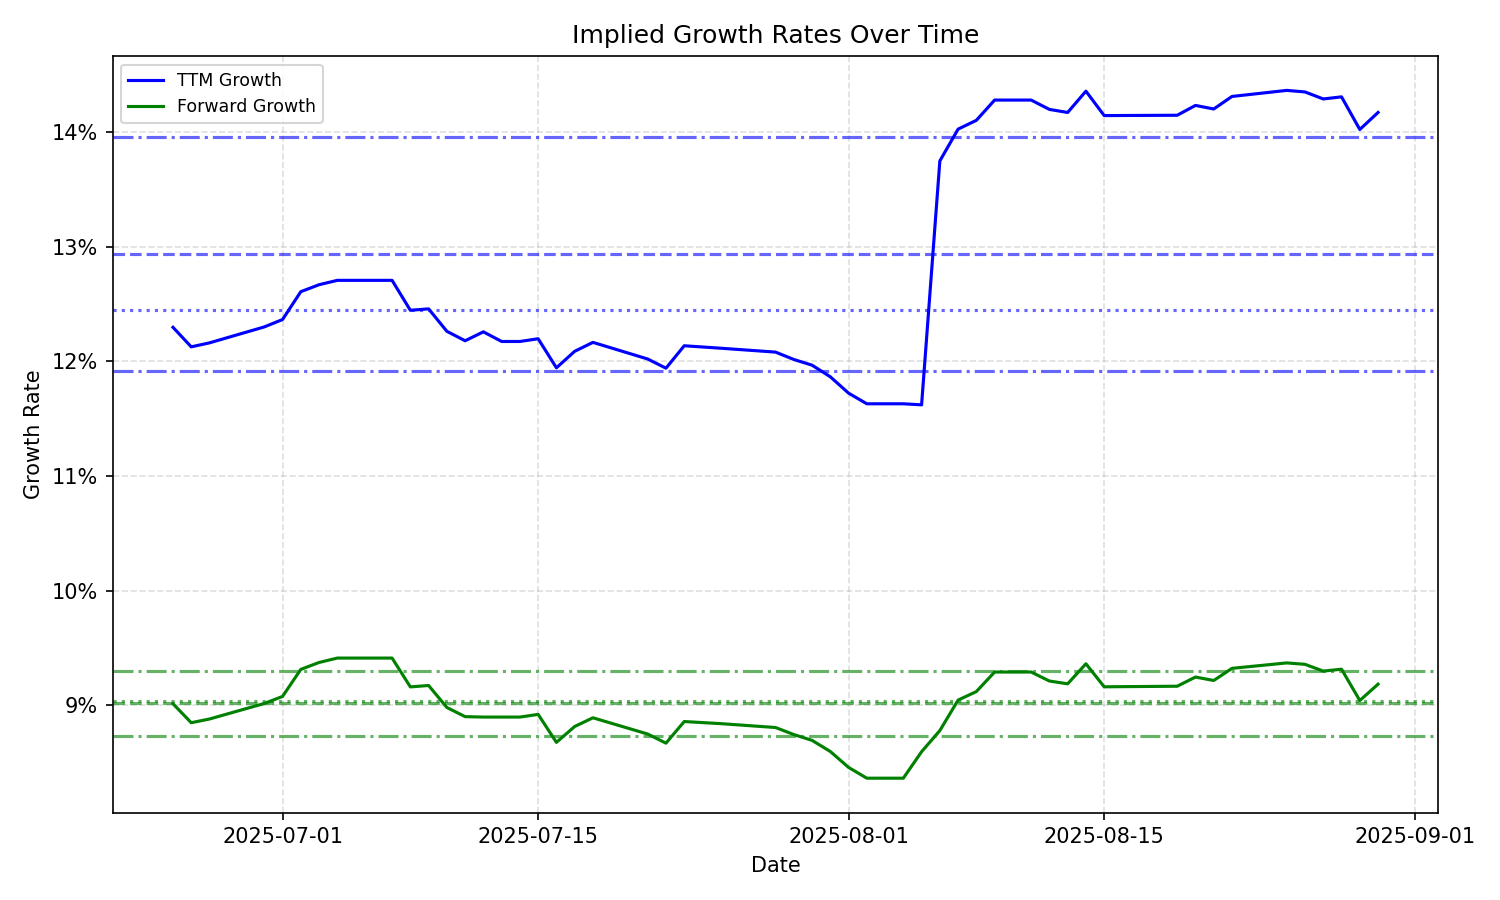 Implied Growth Rates Over Time
TTM Growth
Forward Growth
14%
13%
12%
11%
10%
9%
Growth Rate
2025-07-01
2025-07-15
2025-08-01
2025-08-15
2025-09-01
Date